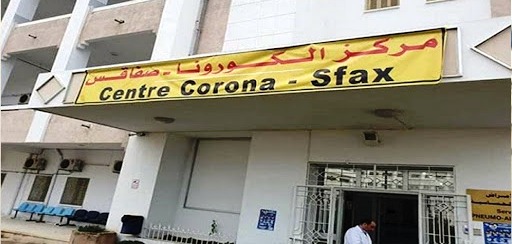 مركز الكورونا - صفاقس
Centre Corona - Sfax